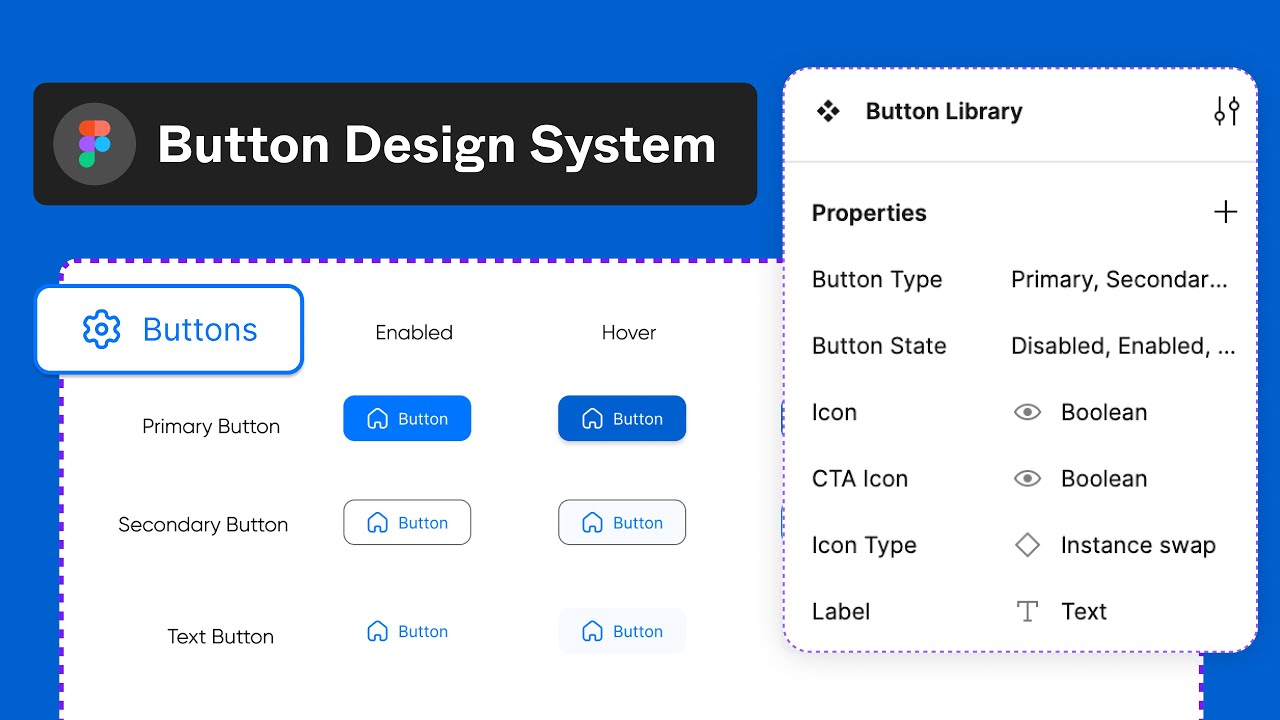 Button Design System
Buttons
Enabled
Hover
Primary Button
Button
Button
Secondary Button
Button
Button
Text Button
Button
Button
Button Library
Properties
Button Type
Primary, Secondar...
Button State
Disabled, Enabled, ...
Icon
Boolean
CTA Icon
Boolean
Icon Type
Instance swap
Label
Text